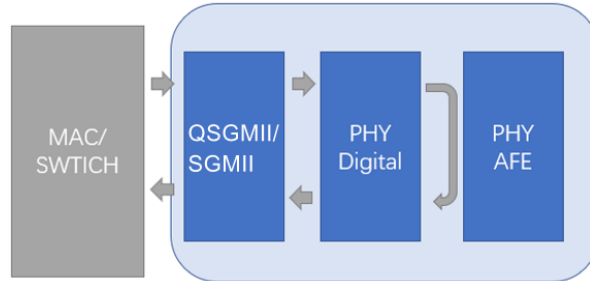 MAC/
SWTICH
QSGMII/
SGMII
PHY
Digital
PHY
AFE